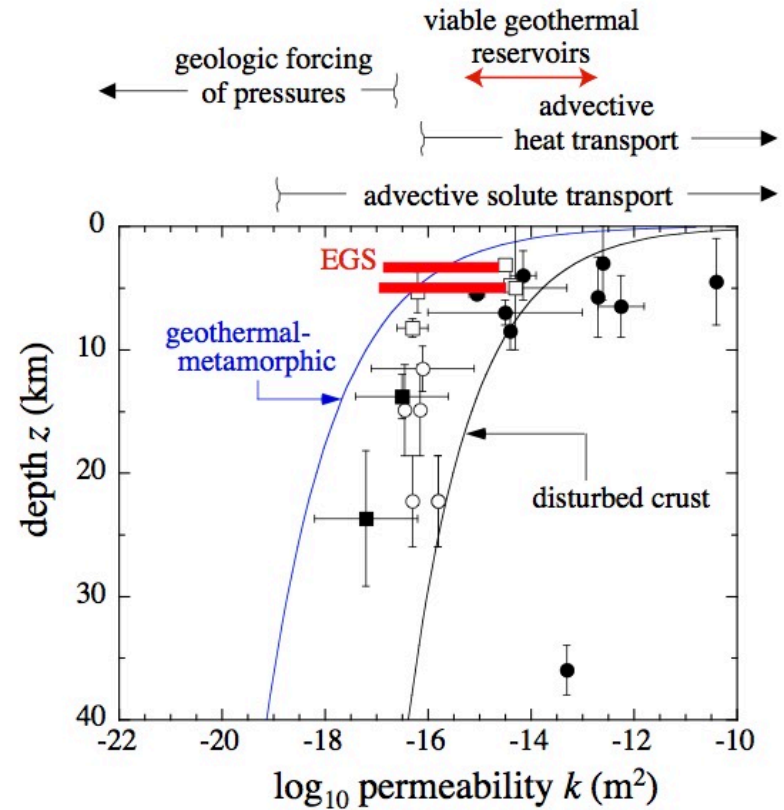 viable geothermal
reservoirs
geologic forcing
of pressures
advective
heat transport
advective solute transport
0
EGS
geothermal-
metamorphic
10
20
disturbed crust
30
40
depth z (km)
-22 -20 -18 -16 -14 -12 -10
log10 permeability k (m²)